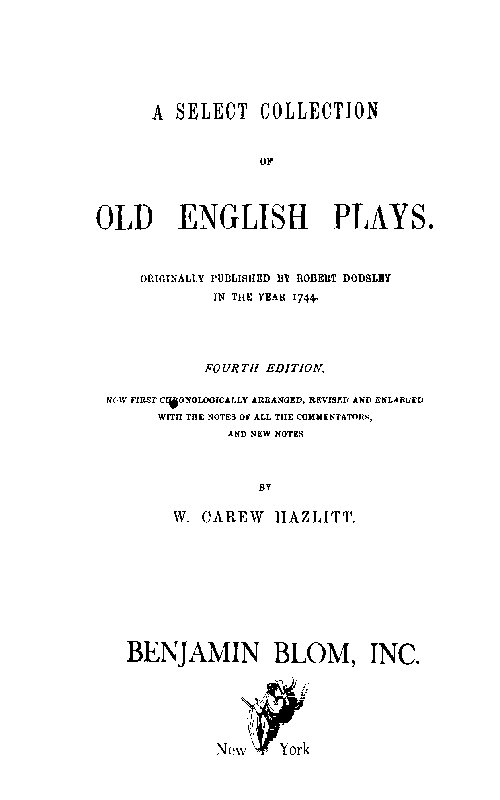 A SELECT COLLECTION
OF
OLD ENGLISH PLAYS.
ORIGINALLY PUBLISHED BY ROBERT DODSLEY
IN THE YEAR 1744.
FOURTH EDITION,
NOW FIRST CHRONOLOGICALLY ARRANGED, REVISED AND ENLARGED
WITH THE NOTES OF ALL THE COMMENTATORS,
AND NEW NOTES
BY
W. CAREW HAZLITT.
BENJAMIN BLOM, INC.
New York